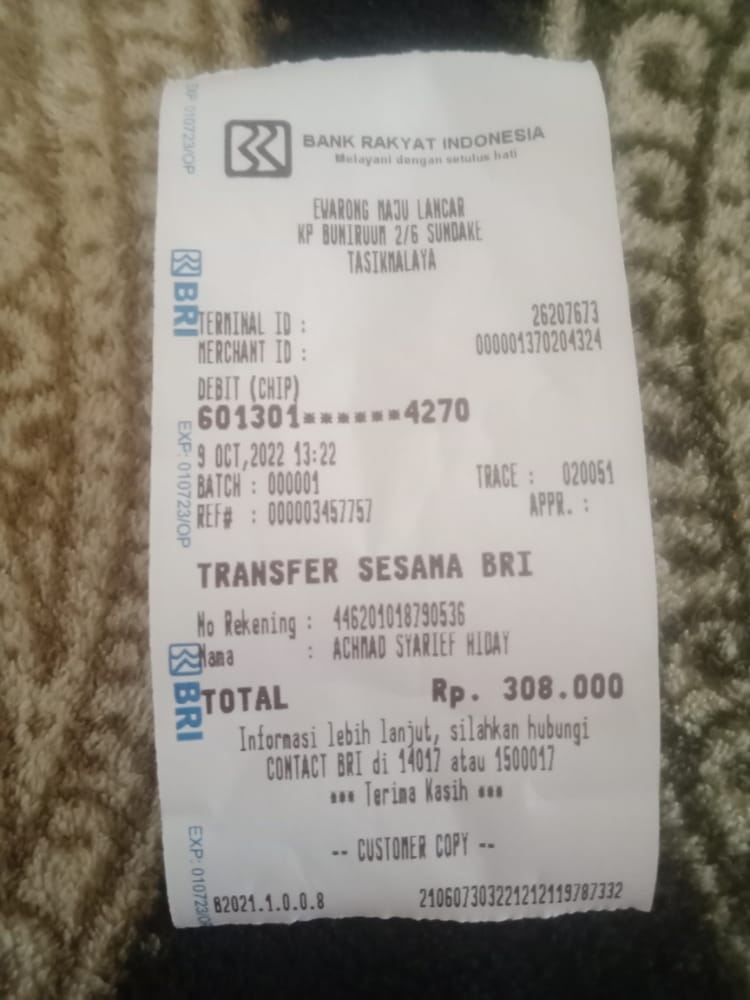 BANK RAKYAT INDONESIA
Melayani dengan setulus hati
EWARONG MAJU LANCAR
KP BUNIRUUM 2/6 SUNDAKE
TASIKMALAYA
TERMINAL ID : 26207673
MERCHANT ID : 000001370204324
DEBIT (CHIP)
601301******4270
9 OCT,2022 13:22
BATCH : 000001 TRACE : 020051
REF# : 000003457757 APPR. :
TRANSFER SESAMA BRI
No Rekening : 446201018790536
Nama : ACHMAD SYARIEF HIDAY
TOTAL Rp. 308.000
Informasi lebih lanjut, silahkan hubungi
CONTACT BRI di 14017 atau 1500017
*** Terima Kasih ***
-- CUSTOMER COPY --
B2021.1.0.0.8 210607303221212119787332
EXP 010723/OP
BRI
EXP: 010723/OP
BRI
EXP: 010723